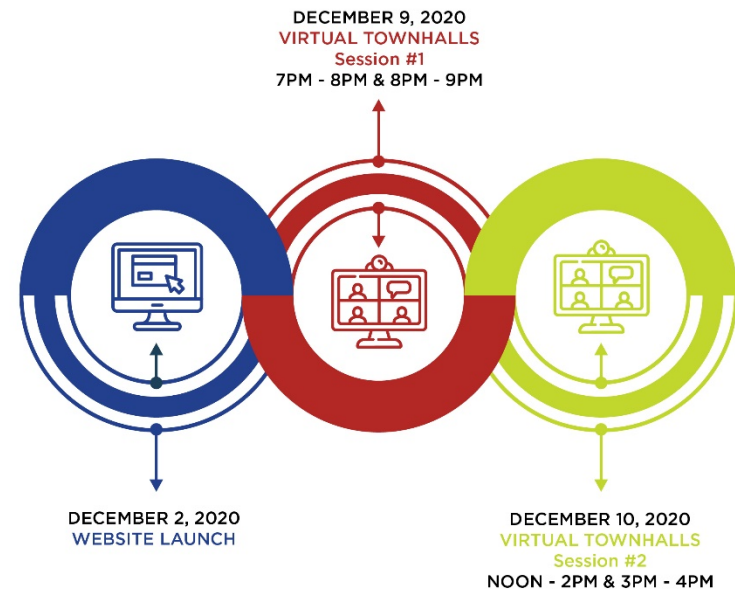 DECEMBER 9, 2020
VIRTUAL TOWNHALLS
Session #1
7PM - 8PM & 8PM - 9PM
DECEMBER 2, 2020
WEBSITE LAUNCH
DECEMBER 10, 2020
VIRTUAL TOWNHALLS
Session #2
NOON - 2PM & 3PM - 4PM